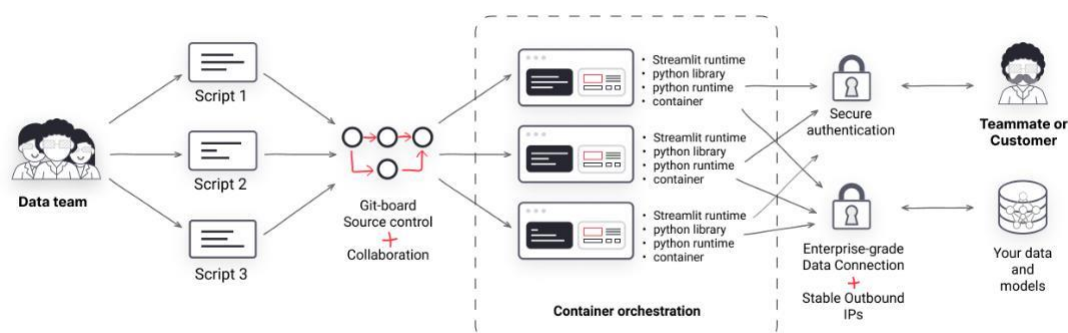 Data team
Script 1
Script 2
Script 3
Git-board
Source control
+
Collaboration
Streamlit runtime
python library
python runtime
container
Streamlit runtime
python library
python runtime
container
Streamlit runtime
python library
python runtime
container
Container orchestration
Secure
authentication
Enterprise-grade
Data Connection
+
Stable Outbound
IPs
Teammate or
Customer
Your data
and
models